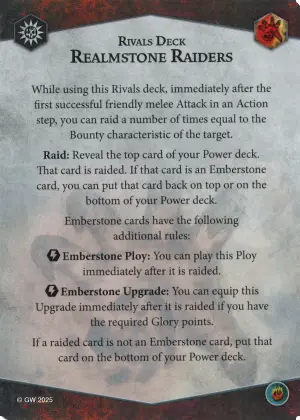 Rivals Deck
Realmstone Raiders
While using this Rivals deck, immediately after the
first successful friendly melee Attack in an Action
step, you can raid a number of times equal to the
Bounty characteristic of the target.
Raid: Reveal the top card of your Power deck.
That card is raided. If that card is an Emberstone
card, you can put that card back on top or on the
bottom of your Power deck.
Emberstone cards have the following
additional rules:
Emberstone Ploy: You can play this Ploy
immediately after it is raided.
Emberstone Upgrade: You can equip this
Upgrade immediately after it is raided if you have
the required Glory points.
If a raided card is not an Emberstone card, put that
card on the bottom of your Power deck.
© GW 2025